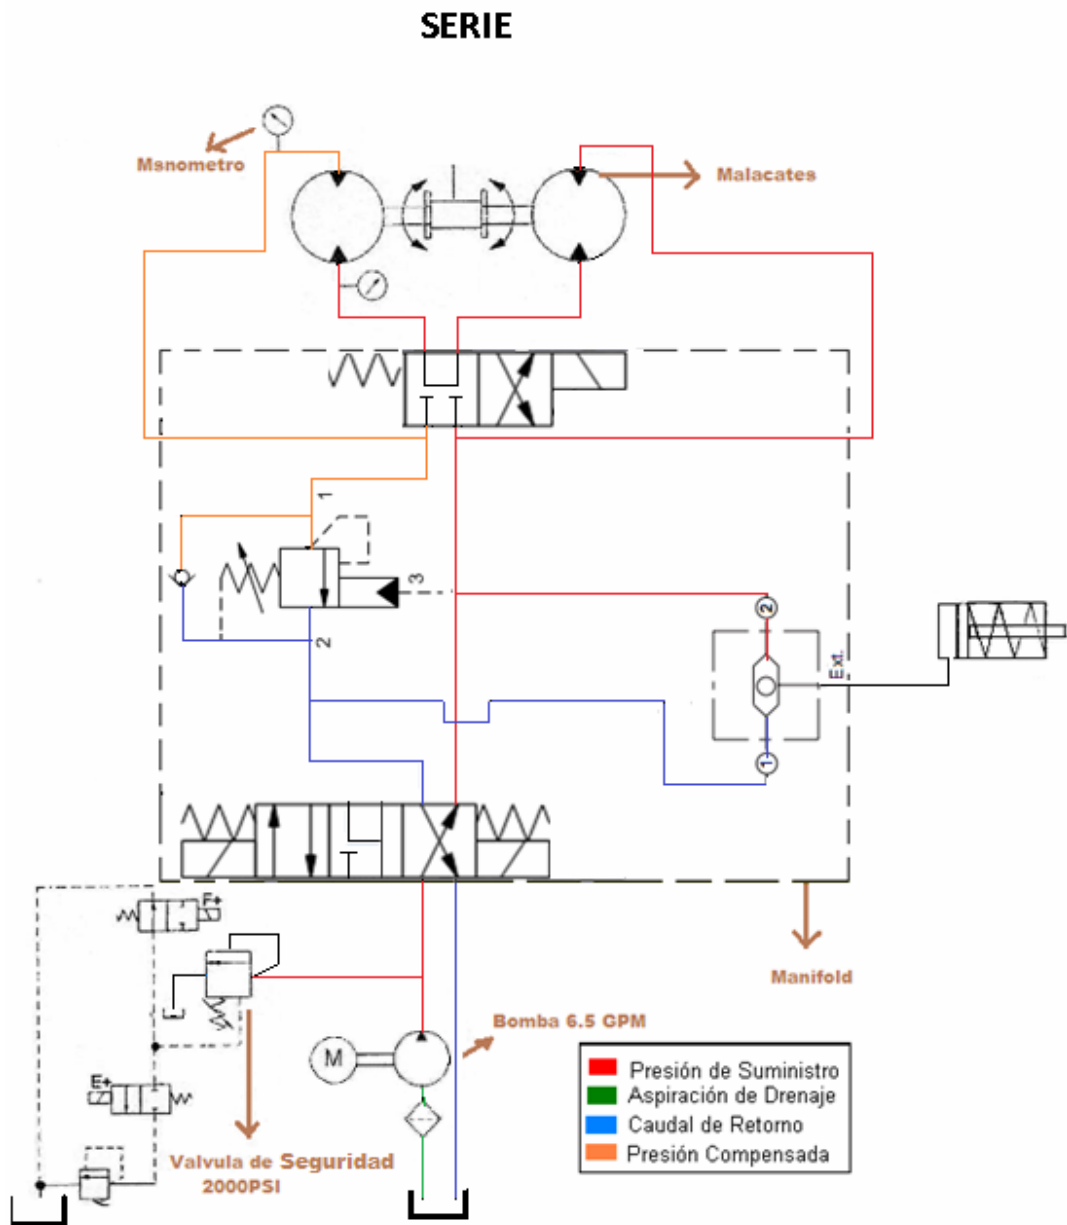 SERIE
Msnometro
Malacates
1
3
2
2
Ext.
1
F+
Manifold
Bomba 6.5 GPM
M
E+
Valvula de Seguridad
2000PSI
Presión de Suministro
Aspiración de Drenaje
Caudal de Retorno
Presión Compensada